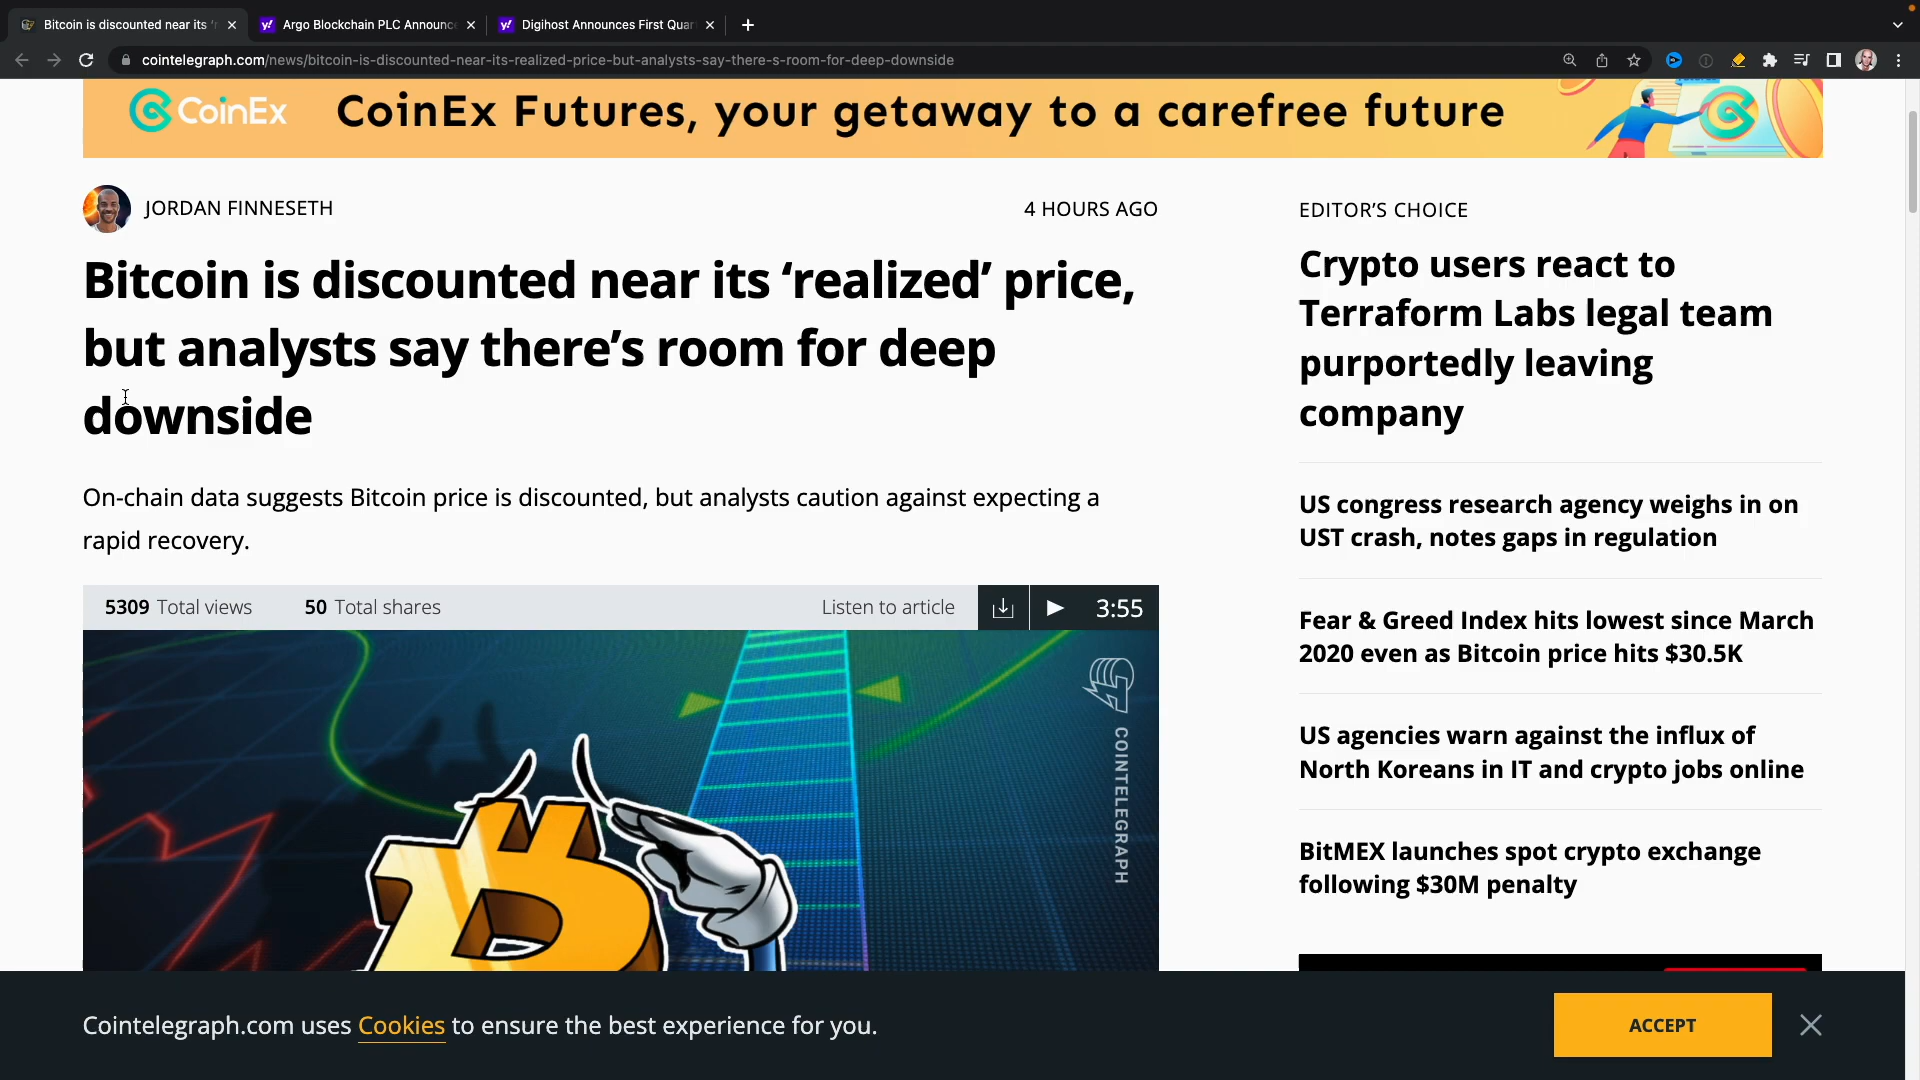 Bitcoin is discounted near its 'r
Argo Blockchain PLC Announc
Digihost Announces First Quar
cointelegraph.com/news/bitcoin-is-discounted-near-its-realized-price-but-analysts-say-there-s-room-for-deep-downside
CoinEx
CoinEx Futures, your getaway to a carefree future
JORDAN FINNESETH
4 HOURS AGO
Bitcoin is discounted near its ‘realized’ price,
but analysts say there’s room for deep
downside
On-chain data suggests Bitcoin price is discounted, but analysts caution against expecting a
rapid recovery.
5309 Total views
50 Total shares
Listen to article
3:55
COINTELEGRAPH
EDITOR’S CHOICE
Crypto users react to
Terraform Labs legal team
purportedly leaving
company
US congress research agency weighs in on
UST crash, notes gaps in regulation
Fear & Greed Index hits lowest since March
2020 even as Bitcoin price hits $30.5K
US agencies warn against the influx of
North Koreans in IT and crypto jobs online
BitMEX launches spot crypto exchange
following $30M penalty
Cointelegraph.com uses Cookies to ensure the best experience for you.
ACCEPT